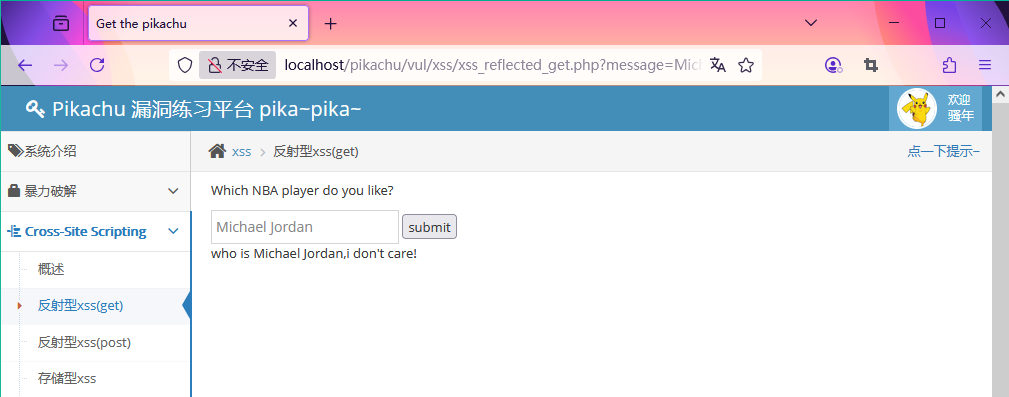 Get the pikachu
不安全 localhost/pikachu/vul/xss/xss_reflected_get.php?message=Mic
Pikachu 漏洞练习平台 pika~pika~
欢迎
骚年
系统介绍
xss 反射型xss(get)
点一下提示~
暴力破解
Cross-Site Scripting
概述
反射型xss(get)
反射型xss(post)
存储型xss
Which NBA player do you like?
Michael Jordan submit
who is Michael Jordan,i don't care!